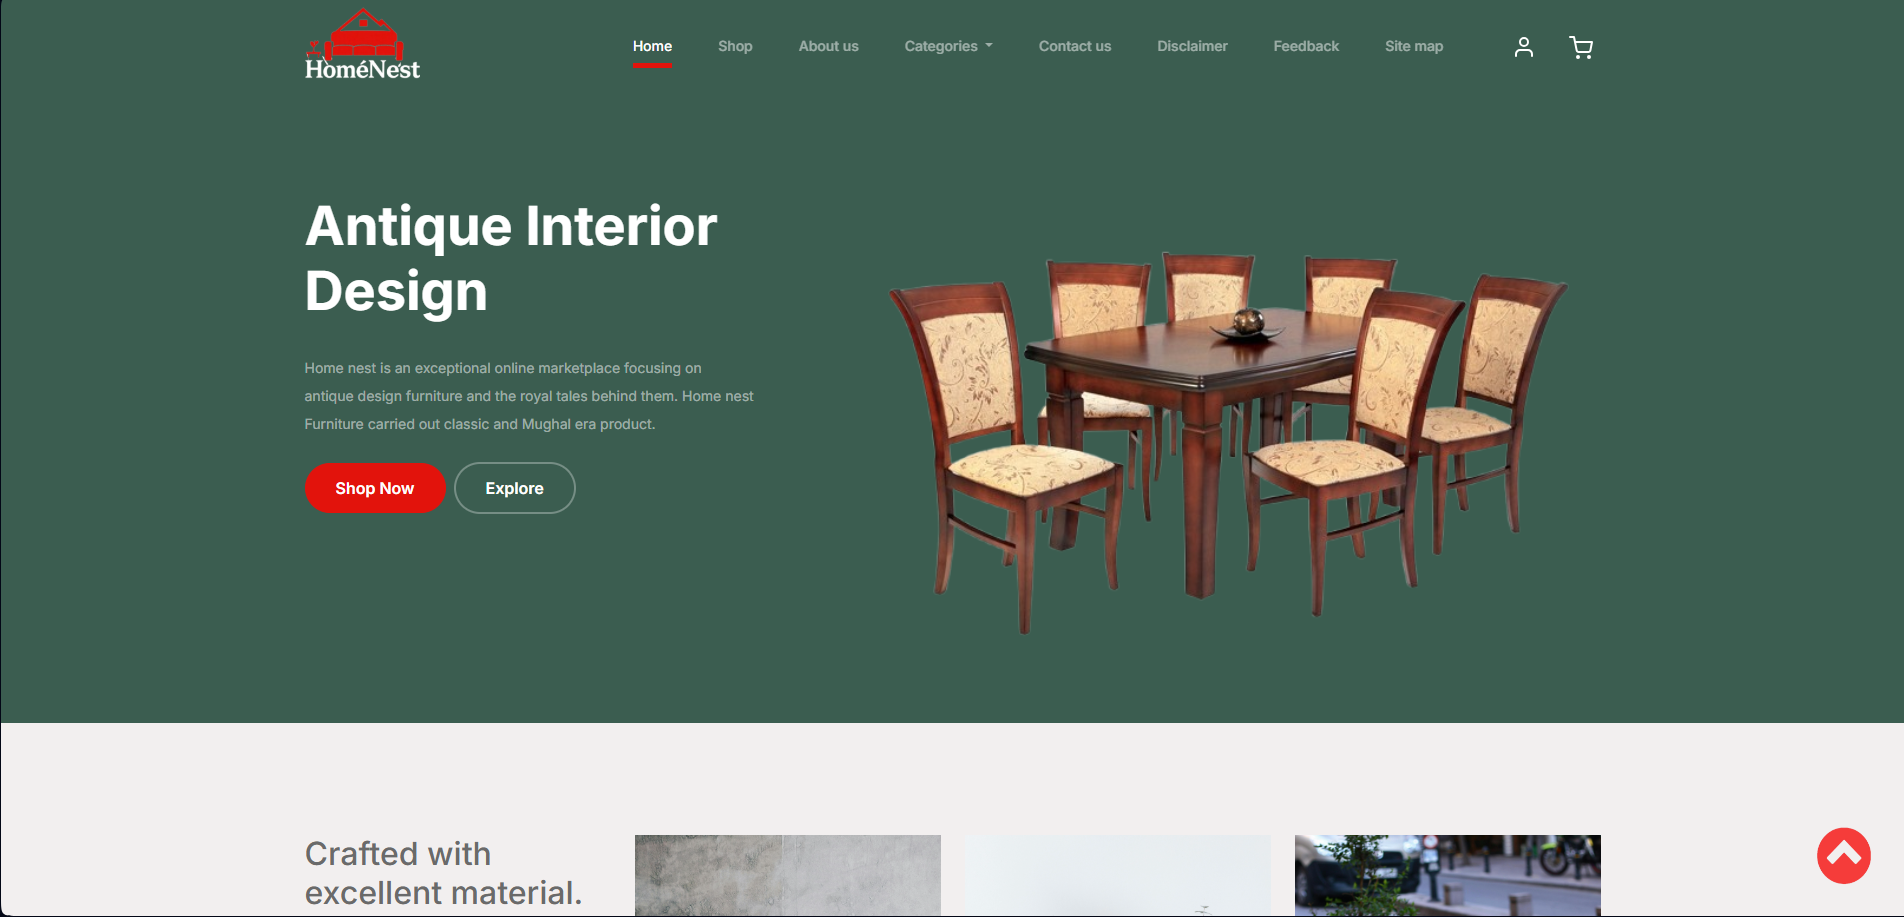 HoméNest
Home
Shop
About us
Categories
Contact us
Disclaimer
Feedback
Site map
Antique Interior
Design
Home nest is an exceptional online marketplace focusing on
antique design furniture and the royal tales behind them. Home nest
Furniture carried out classic and Mughal era product.
Shop Now
Explore
Crafted with
excellent material.